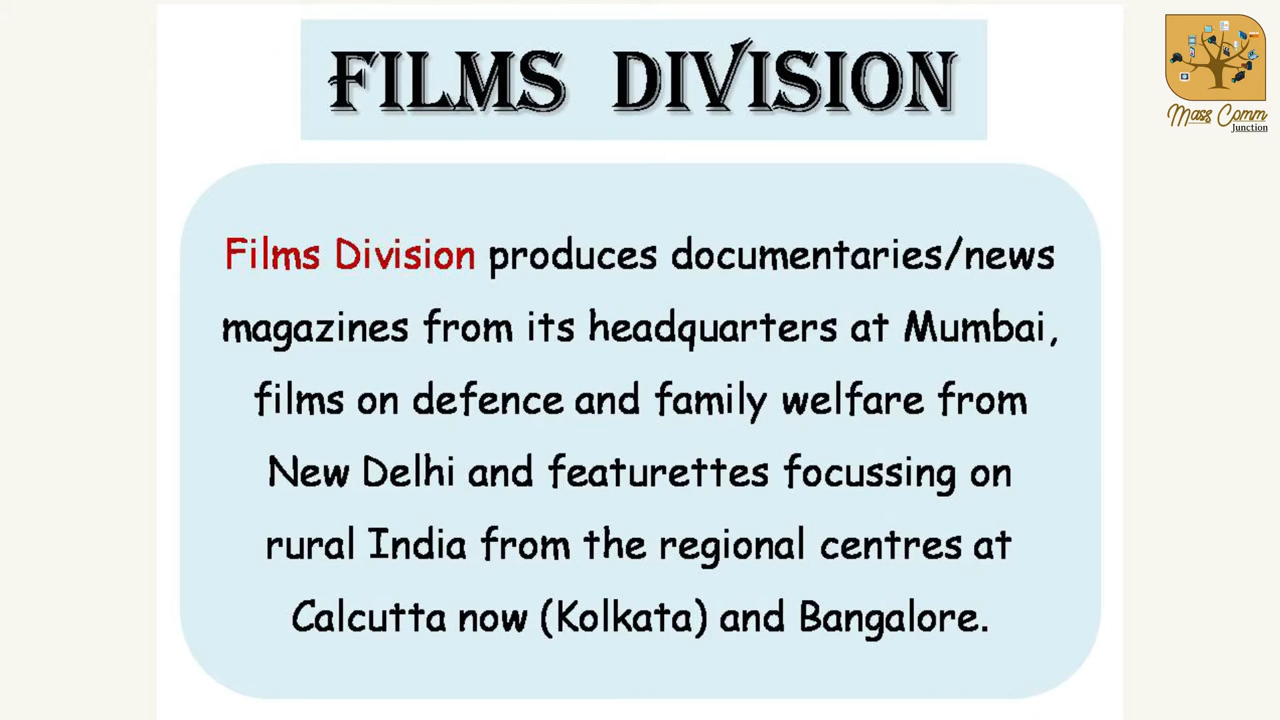 FILMS DIVISION
Mass Comm
Junction
Films Division produces documentaries/news
magazines from its headquarters at Mumbai,
films on defence and family welfare from
New Delhi and featurettes focussing on
rural India from the regional centres at
Calcutta now (Kolkata) and Bangalore.